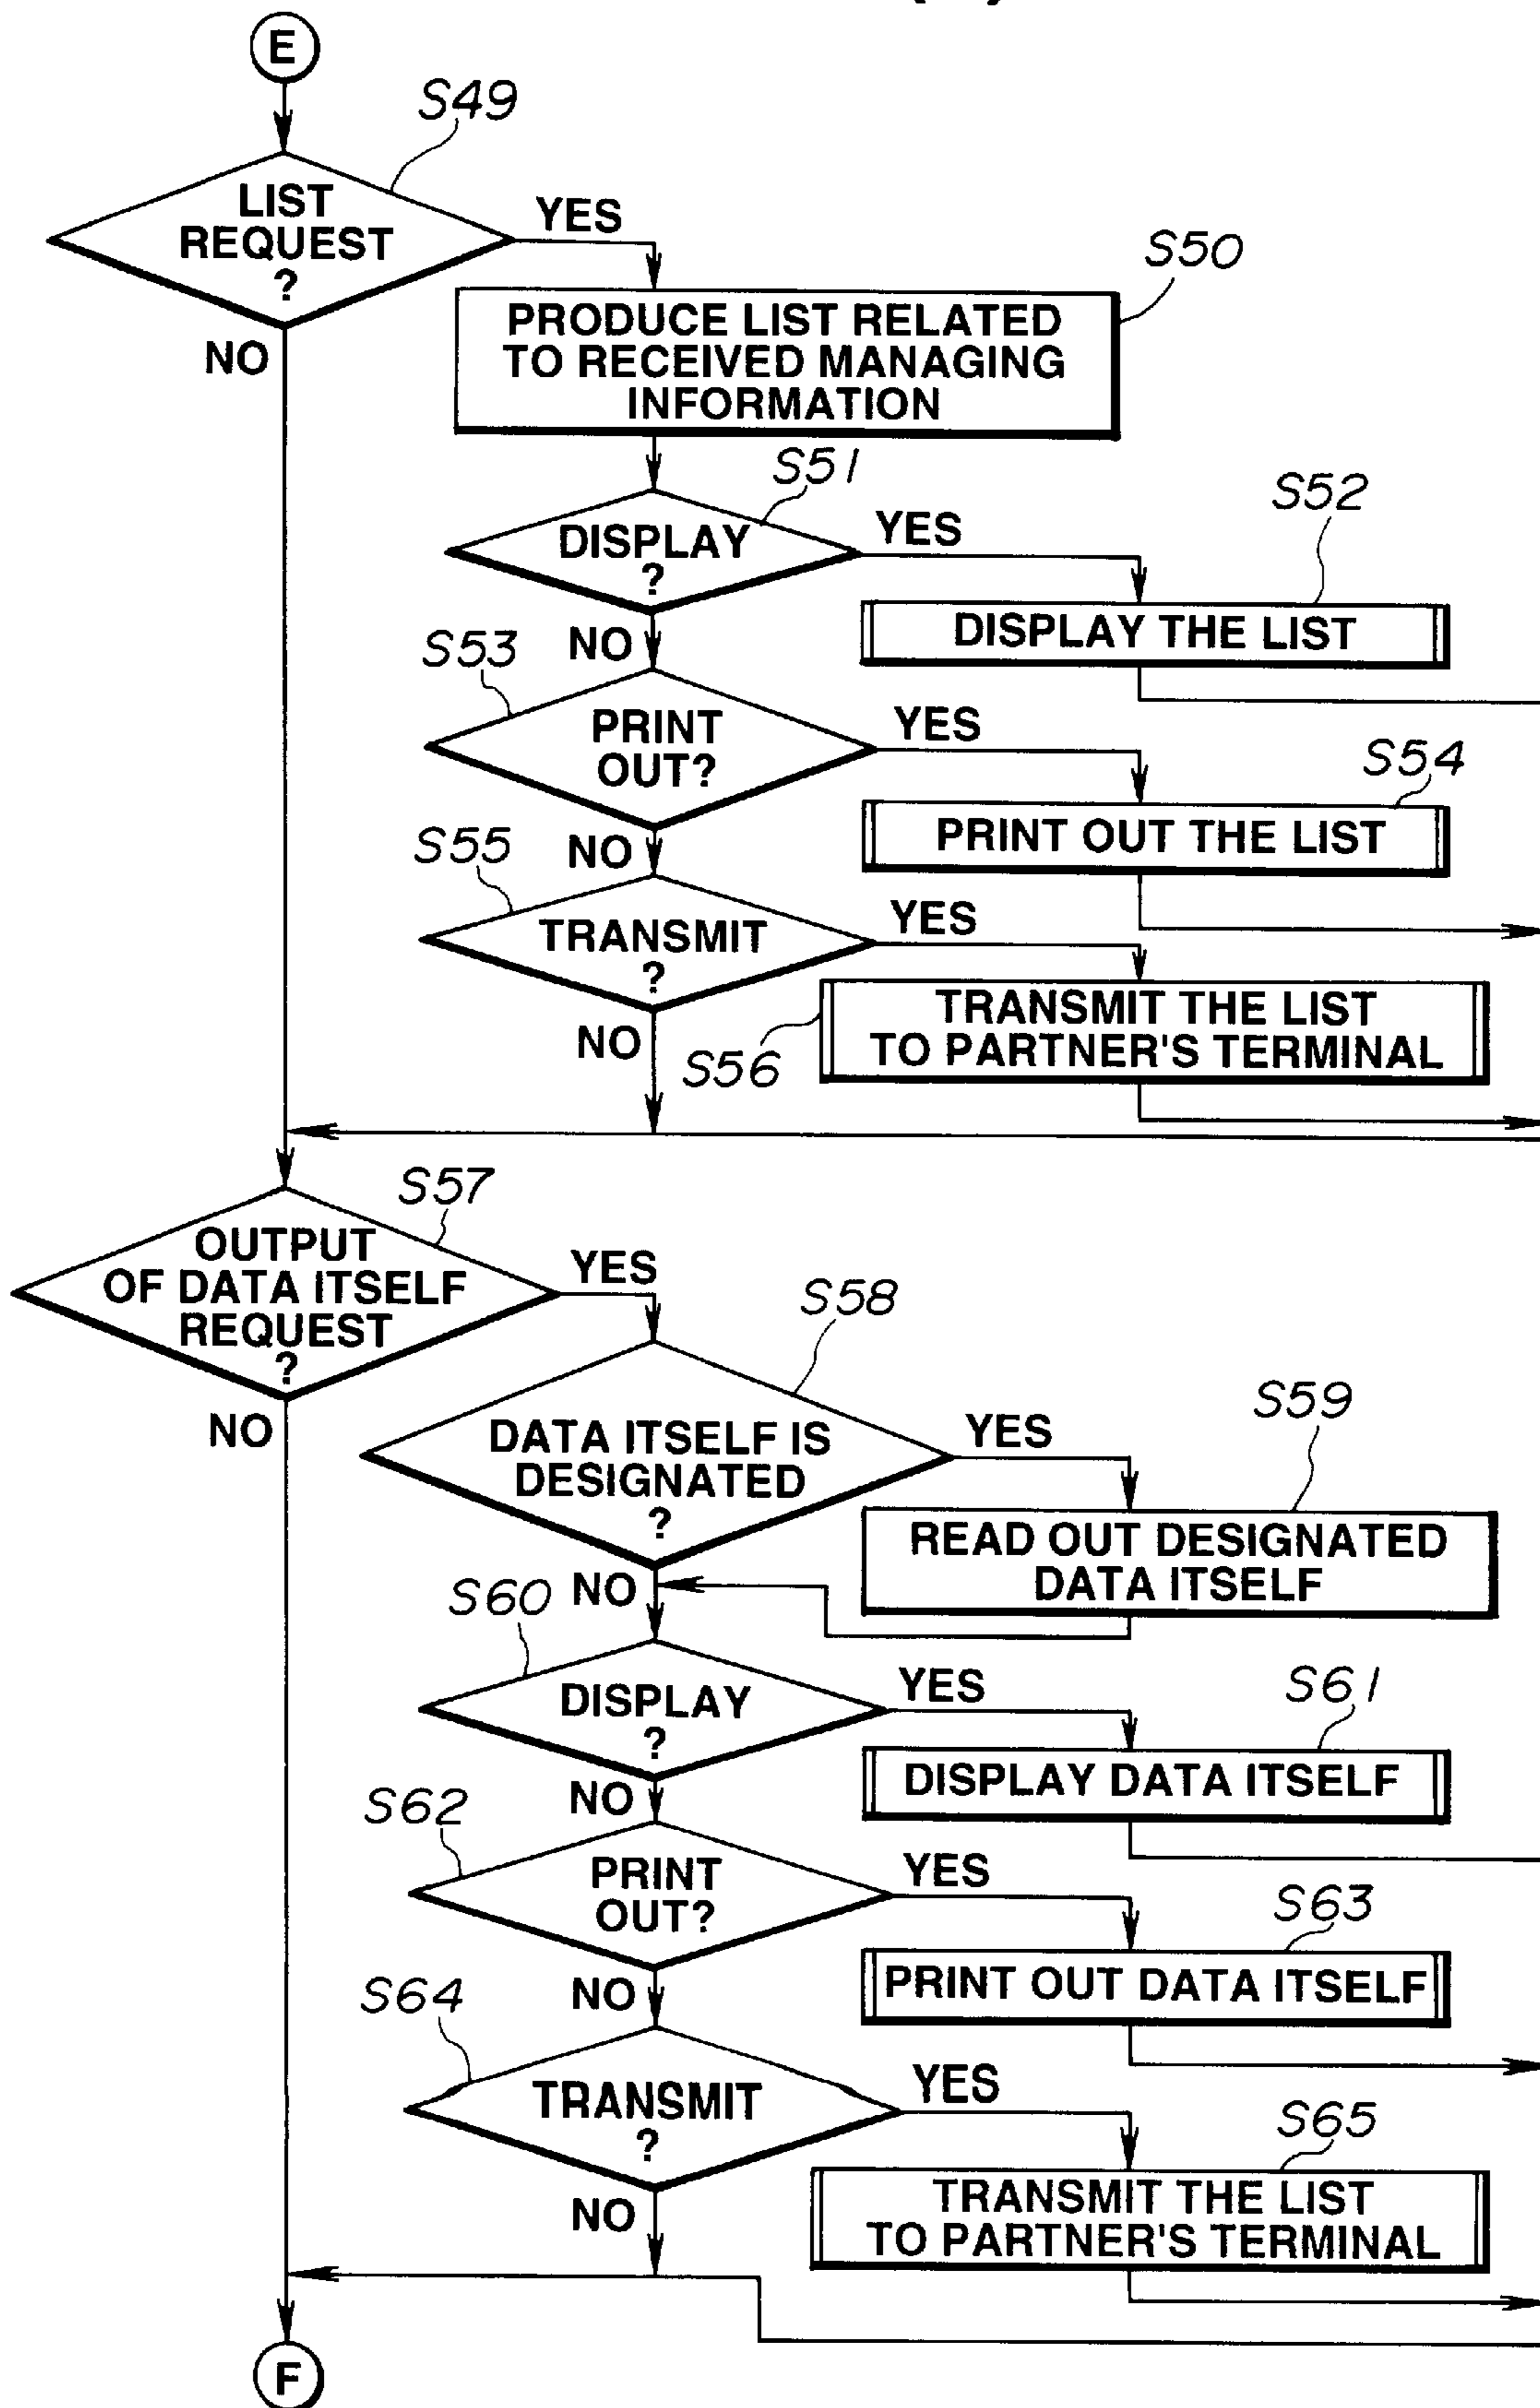 E
S49
LIST
REQUEST
?
YES
NO
S50
PRODUCE LIST RELATED
TO RECEIVED MANAGING
INFORMATION
S51
DISPLAY
?
YES
NO
S52
DISPLAY THE LIST
S53
PRINT
OUT?
YES
NO
S54
PRINT OUT THE LIST
S55
TRANSMIT
?
YES
NO
S56
TRANSMIT THE LIST
TO PARTNER'S TERMINAL
S57
OUTPUT
OF DATA ITSELF
REQUEST
?
YES
NO
S58
DATA ITSELF IS
DESIGNATED
?
YES
NO
S59
READ OUT DESIGNATED
DATA ITSELF
S60
DISPLAY
?
YES
NO
S61
DISPLAY DATA ITSELF
S62
PRINT
OUT?
YES
NO
S63
PRINT OUT DATA ITSELF
S64
TRANSMIT
?
YES
NO
S65
TRANSMIT THE LIST
TO PARTNER'S TERMINAL
F